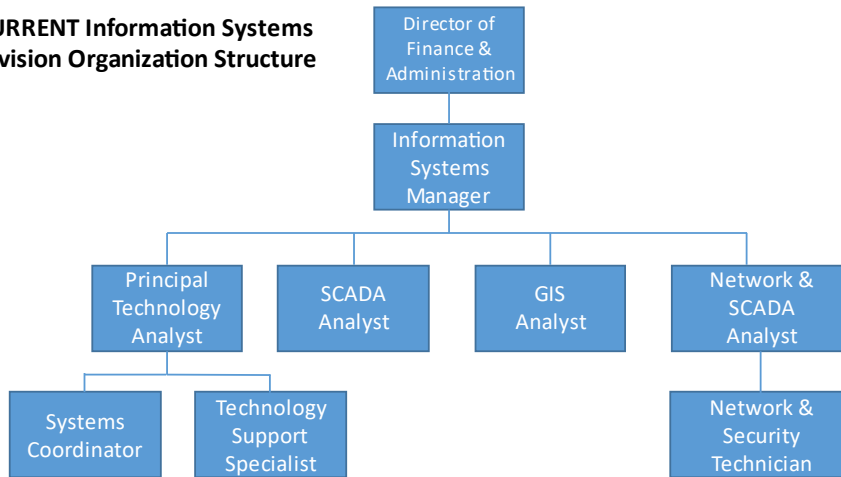 URRENT Information Systems
vision Organization Structure
Director of
Finance &
Administration
Information
Systems
Manager
Principal
Technology
Analyst
SCADA
Analyst
GIS
Analyst
Network &
SCADA
Analyst
Systems
Coordinator
Technology
Support
Specialist
Network &
Security
Technician